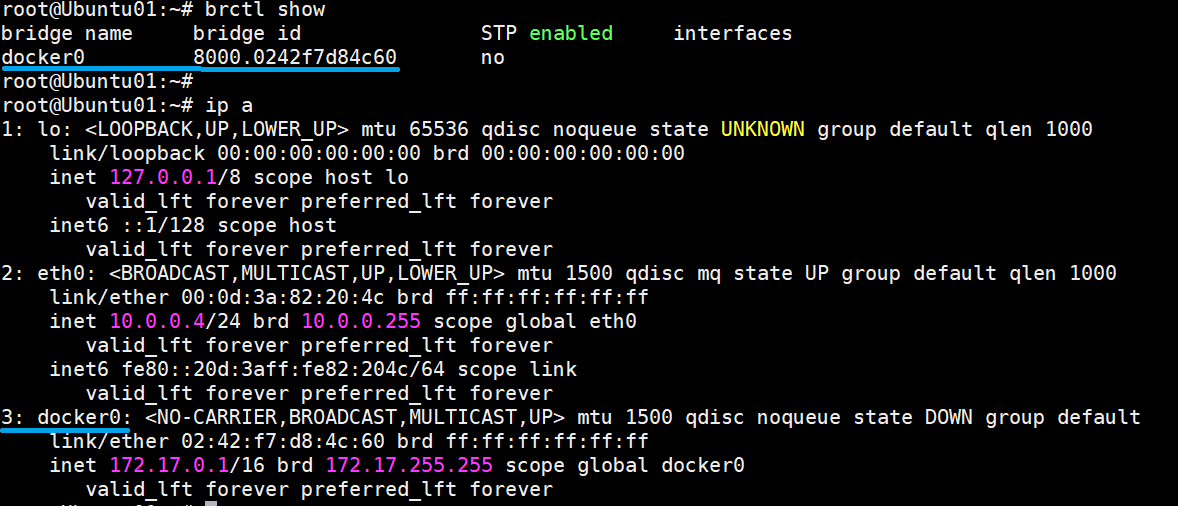 root@Ubuntu01:~# brctl show
bridge name     bridge id               STP enabled     interfaces
docker0         8000.0242f7d84c60       no
root@Ubuntu01:~#
root@Ubuntu01:~# ip a
1: lo: <LOOPBACK,UP,LOWER_UP> mtu 65536 qdisc noqueue state UNKNOWN group default qlen 1000
    link/loopback 00:00:00:00:00:00 brd 00:00:00:00:00:00
    inet 127.0.0.1/8 scope host lo
       valid_lft forever preferred_lft forever
    inet6 ::1/128 scope host
       valid_lft forever preferred_lft forever
2: eth0: <BROADCAST,MULTICAST,UP,LOWER_UP> mtu 1500 qdisc mq state UP group default qlen 1000
    link/ether 00:0d:3a:82:20:4c brd ff:ff:ff:ff:ff:ff
    inet 10.0.0.4/24 brd 10.0.0.255 scope global eth0
       valid_lft forever preferred_lft forever
    inet6 fe80::20d:3aff:fe82:204c/64 scope link
       valid_lft forever preferred_lft forever
3: docker0: <NO-CARRIER,BROADCAST,MULTICAST,UP> mtu 1500 qdisc noqueue state DOWN group default
    link/ether 02:42:f7:d8:4c:60 brd ff:ff:ff:ff:ff:ff
    inet 172.17.0.1/16 brd 172.17.255.255 scope global docker0
       valid_lft forever preferred_lft forever